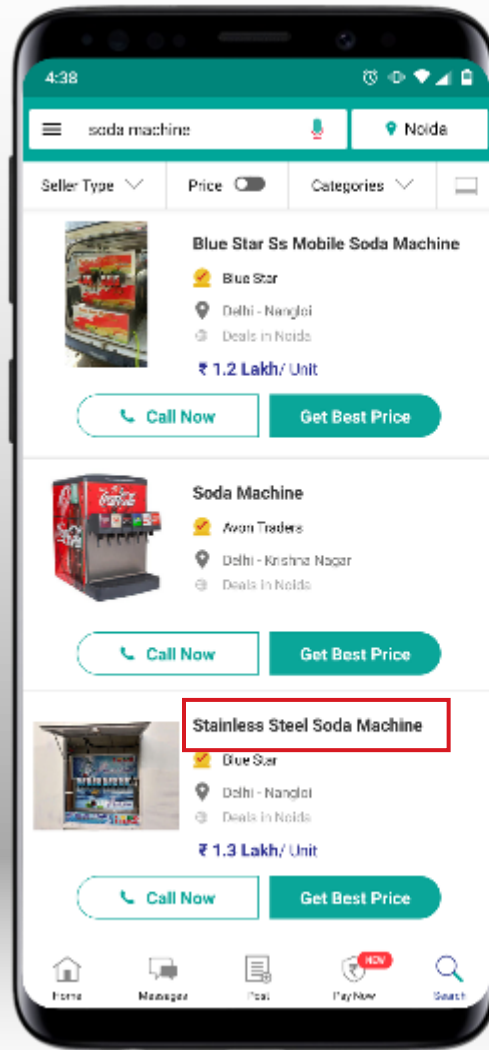 4:38
soda machine
Noida
Seller Type
Price
Categories
Blue Star Ss Mobile Soda Machine
Blue Star
Delhi - Nangloi
Deals in Noida
₹ 1.2 Lakh/ Unit
Call Now
Get Best Price
Coca-Cola
Soda Machine
Avon Traders
Delhi - Krishna Nagar
Deals in Noida
Call Now
Get Best Price
Stainless Steel Soda Machine
Blue Star
Delhi - Nangloi
Deals in Noida
₹ 1.3 Lakh/ Unit
Call Now
Get Best Price
NEW
Home
Messages
Post
Pay Now
Search